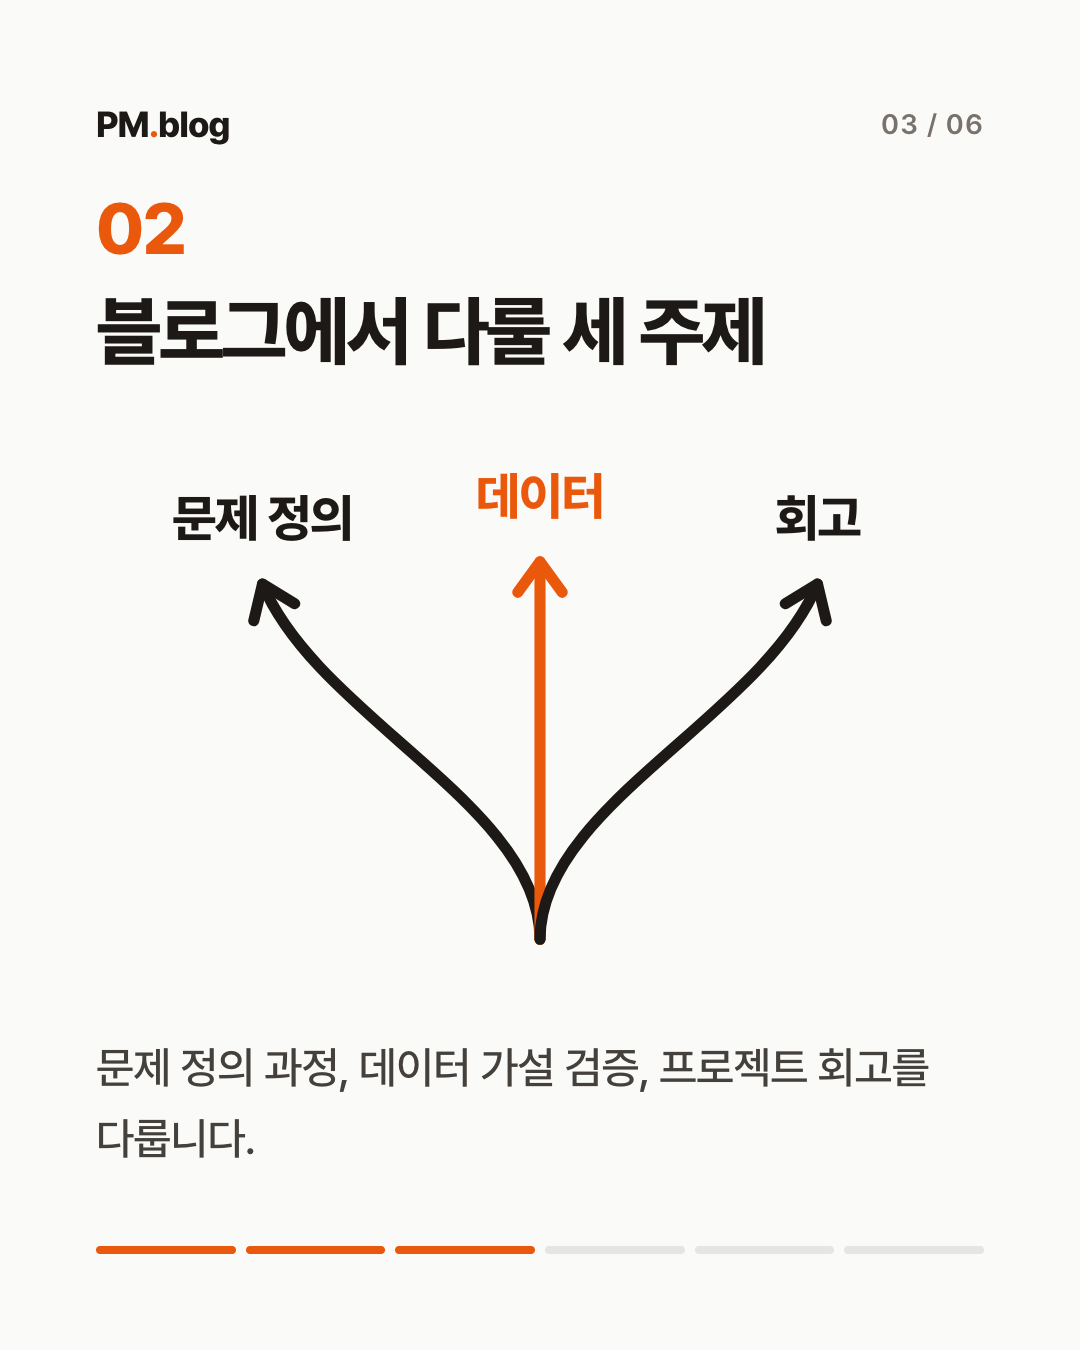 PM.blog
03 / 06
02
블로그에서 다룰 세 주제
문제 정의
데이터
회고
문제 정의 과정, 데이터 가설 검증, 프로젝트 회고를
다룹니다.